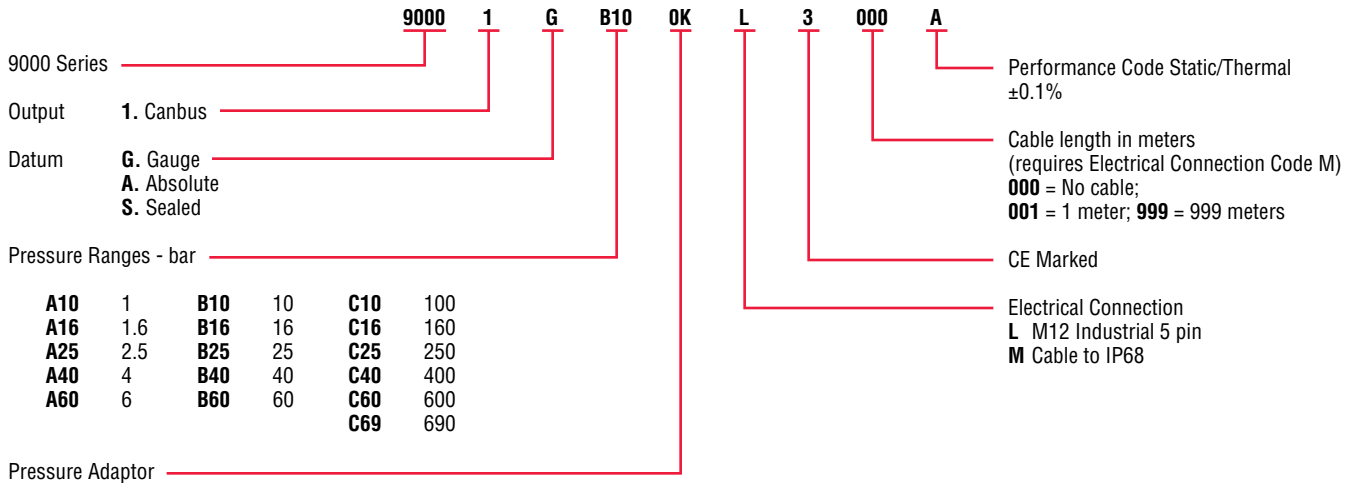 9000 1 G B10 0K L 3 000 A
9000 Series
Output 1. Canbus
Datum G. Gauge
A. Absolute
S. Sealed
Pressure Ranges - bar
A10 1 B10 10 C10 100
A16 1.6 B16 16 C16 160
A25 2.5 B25 25 C25 250
A40 4 B40 40 C40 400
A60 6 B60 60 C60 600
C69 690
Pressure Adaptor
Performance Code Static/Thermal
±0.1%
Cable length in meters
(requires Electrical Connection Code M)
000 = No cable;
001 = 1 meter; 999 = 999 meters
CE Marked
Electrical Connection
L M12 Industrial 5 pin
M Cable to IP68